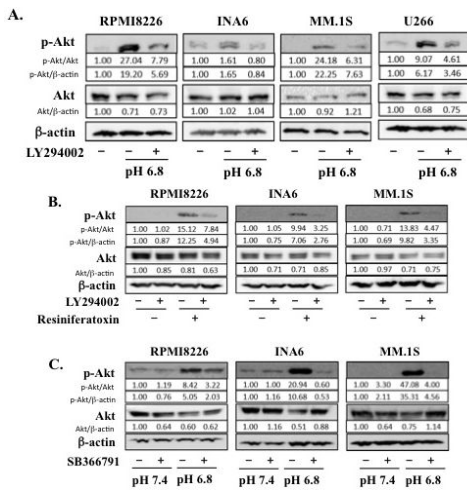 A.
RPMI8226 INA6 MM.1S U266
p-Akt
p-Akt/Akt 1.00 27.04 7.79 1.00 1.61 0.80 1.00 24.18 6.31 1.00 9.07 4.61
p-Akt/β-actin 1.00 19.20 5.69 1.00 1.65 0.84 1.00 22.25 7.63 1.00 6.17 3.46
Akt
Akt/β-actin 1.00 0.71 0.73 1.00 1.02 1.04 1.00 0.92 1.21 1.00 0.68 0.75
β-actin
LY294002 – – + – – + – – + – – +
pH 6.8 pH 6.8 pH 6.8 pH 6.8
B.
RPMI8226 INA6 MM.1S
p-Akt
p-Akt/Akt 1.00 1.02 15.12 7.84 1.00 1.05 9.94 3.25 1.00 0.71 13.83 4.47
p-Akt/β-actin 1.00 0.87 12.25 4.94 1.00 0.75 7.06 2.76 1.00 0.69 9.82 3.35
Akt
Akt/β-actin 1.00 0.85 0.81 0.63 1.00 0.71 0.71 0.85 1.00 0.97 0.71 0.75
β-actin
LY294002 – + – + – + – + – + – +
Resiniferatoxin – + – + – +
C.
RPMI8226 INA6 MM.1S
p-Akt
p-Akt/Akt 1.00 1.19 8.42 3.22 1.00 1.00 20.94 0.60 1.00 3.30 47.08 4.00
p-Akt/β-actin 1.00 0.76 5.05 2.03 1.00 1.16 10.68 0.53 1.00 2.11 35.31 4.56
Akt
Akt/β-actin 1.00 0.64 0.60 0.62 1.00 1.16 0.51 0.88 1.00 0.64 0.75 1.14
β-actin
SB366791 – + – + – + – + – + – +
pH 7.4 pH 6.8 pH 7.4 pH 6.8 pH 7.4 pH 6.8